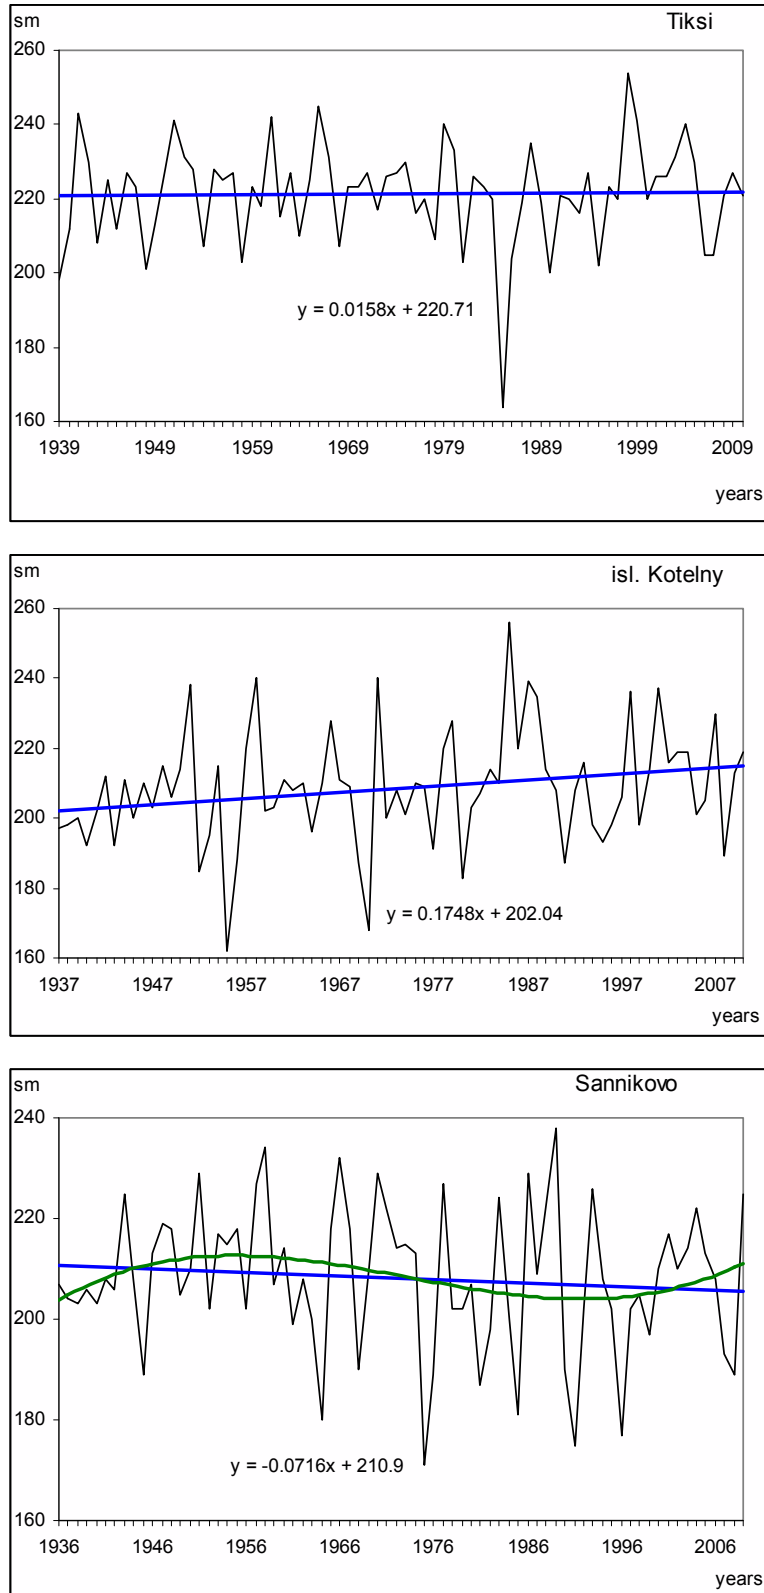 sm
Tiksi
260
240
220
200
180
160
y = 0.0158x + 220.71
1939 1949 1959 1969 1979 1989 1999 2009
years
sm
isl. Kotelny
260
240
220
200
180
160
y = 0.1748x + 202.04
1937 1947 1957 1967 1977 1987 1997 2007
years
sm
Sannikovo
240
220
200
180
160
y = -0.0716x + 210.9
1936 1946 1956 1966 1976 1986 1996 2006
years